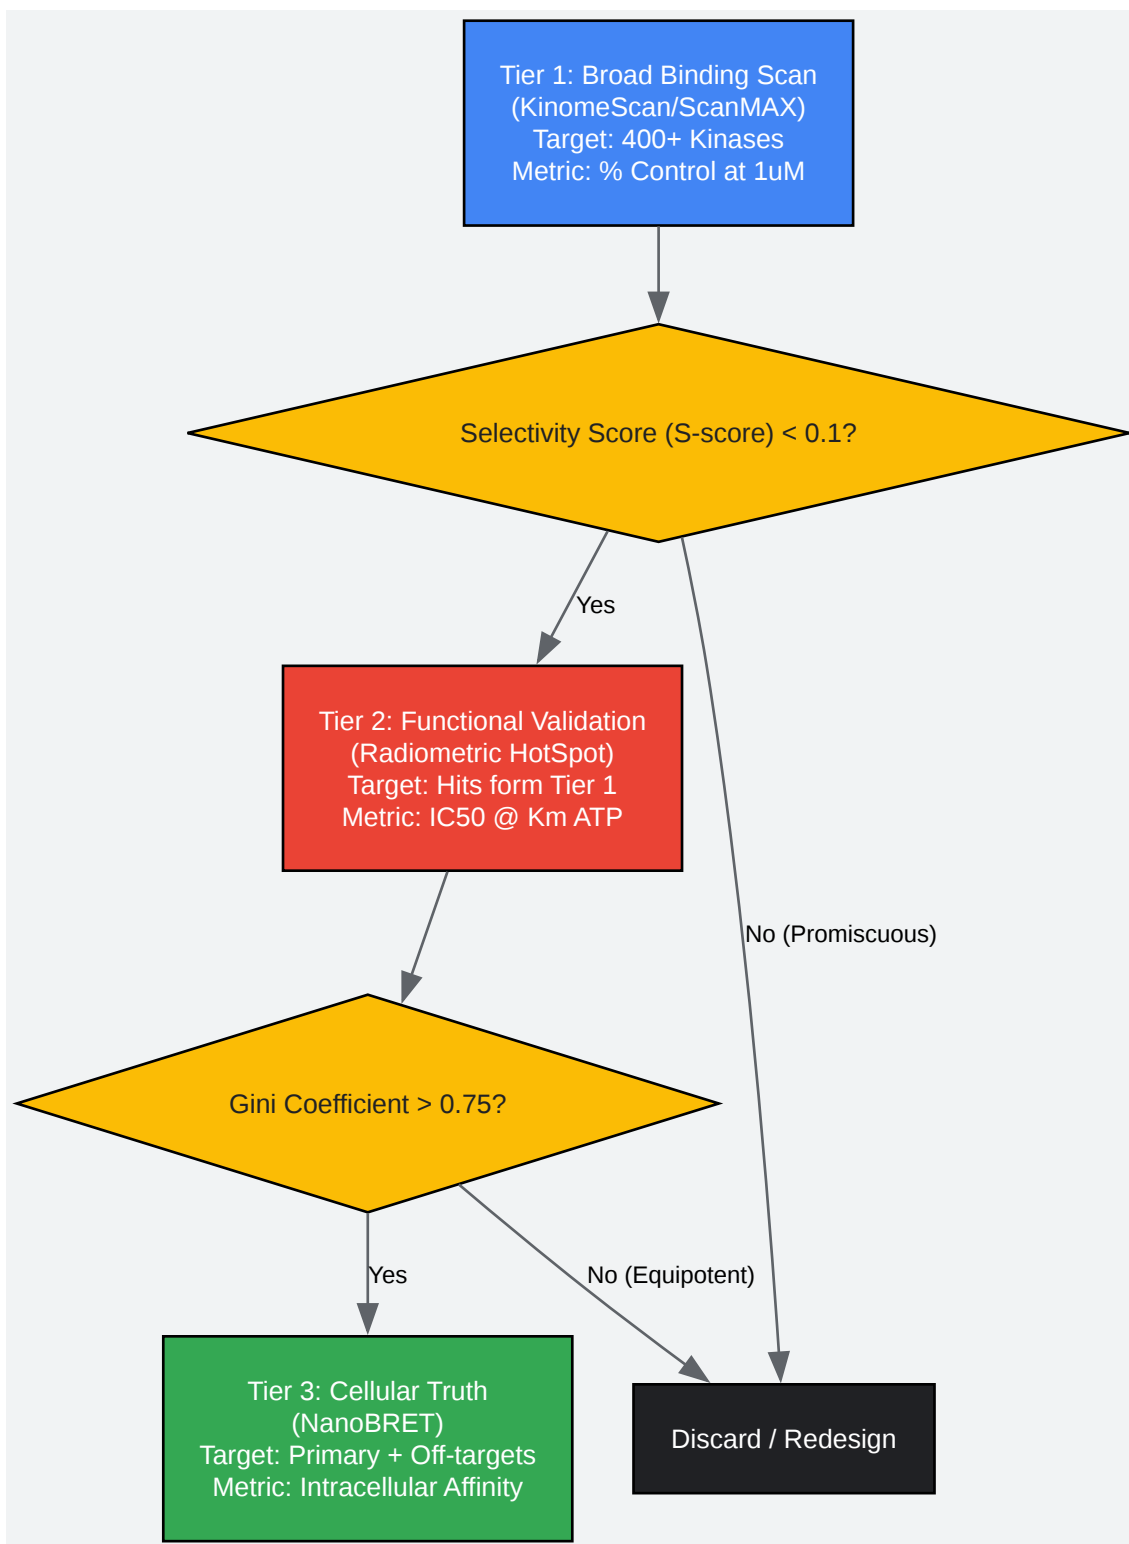 Tier 1: Broad Binding Scan
(KinomeScan/ScanMAX)
Target: 400+ Kinases
Metric: % Control at 1uM
Selectivity Score (S-score) < 0.1?
Yes
Tier 2: Functional Validation
(Radiometric HotSpot)
Target: Hits form Tier 1
Metric: IC50 @ Km ATP
No (Promiscuous)
Gini Coefficient > 0.75?
Yes
No (Equipotent)
Tier 3: Cellular Truth
(NanoBRET)
Target: Primary + Off-targets
Metric: Intracellular Affinity
Discard / Redesign